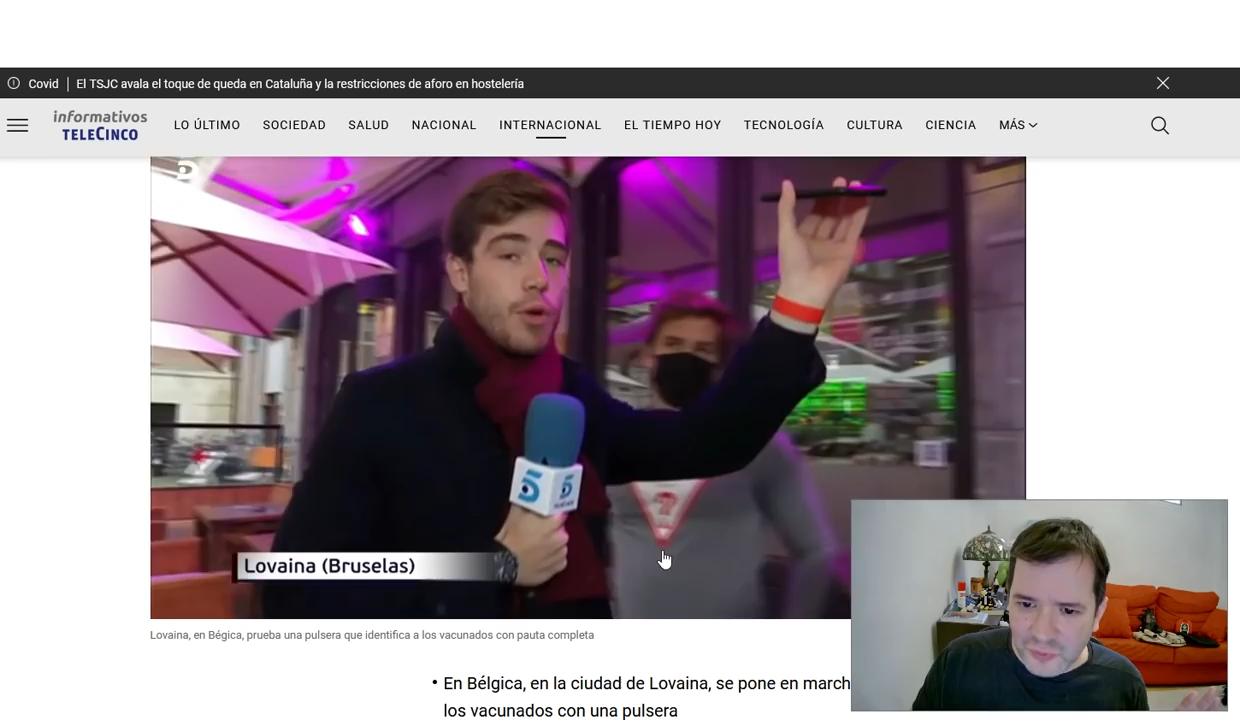 Covid | El TSJC avala el toque de queda en Cataluña y la restricciones de aforo en hostelería
informativos
TELECINCO
LO ÚLTIMO SOCIEDAD SALUD NACIONAL INTERNACIONAL EL TIEMPO HOY TECNOLOGÍA CULTURA CIENCIA MÁS
5
5
Lovaina (Bruselas)
Lovaina, en Bégica, prueba una pulsera que identifica a los vacunados con pauta completa
• En Bélgica, en la ciudad de Lovaina, se pone en march
los vacunados con una pulsera